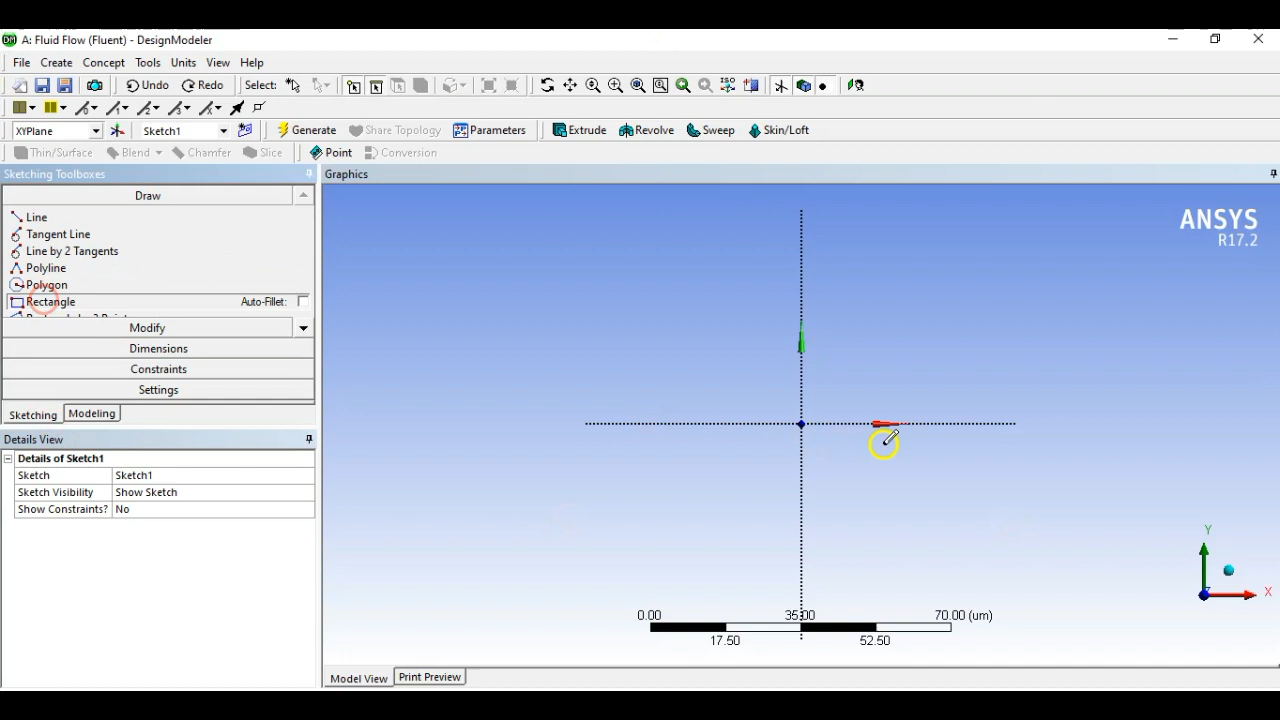 A: Fluid Flow (Fluent) - DesignModeler
File Create Concept Tools Units View Help
Undo Redo Select: ISO
XYPlane Sketch1 Generate Share Topology Parameters Extrude Revolve Sweep Skin/Loft
Thin/Surface Blend Chamfer Slice Point Conversion
Sketching Toolboxes
Draw
Line
Tangent Line
Line by 2 Tangents
Polyline
Polygon
Rectangle Auto-Fillet:
Modify
Dimensions
Constraints
Settings
Sketching Modeling
Details View
Details of Sketch1
Sketch Sketch1
Sketch Visibility Show Sketch
Show Constraints? No
Graphics
ANSYS
R17.2
Y
X
0.00 35.00 70.00 (um)
17.50 52.50
Model View Print Preview